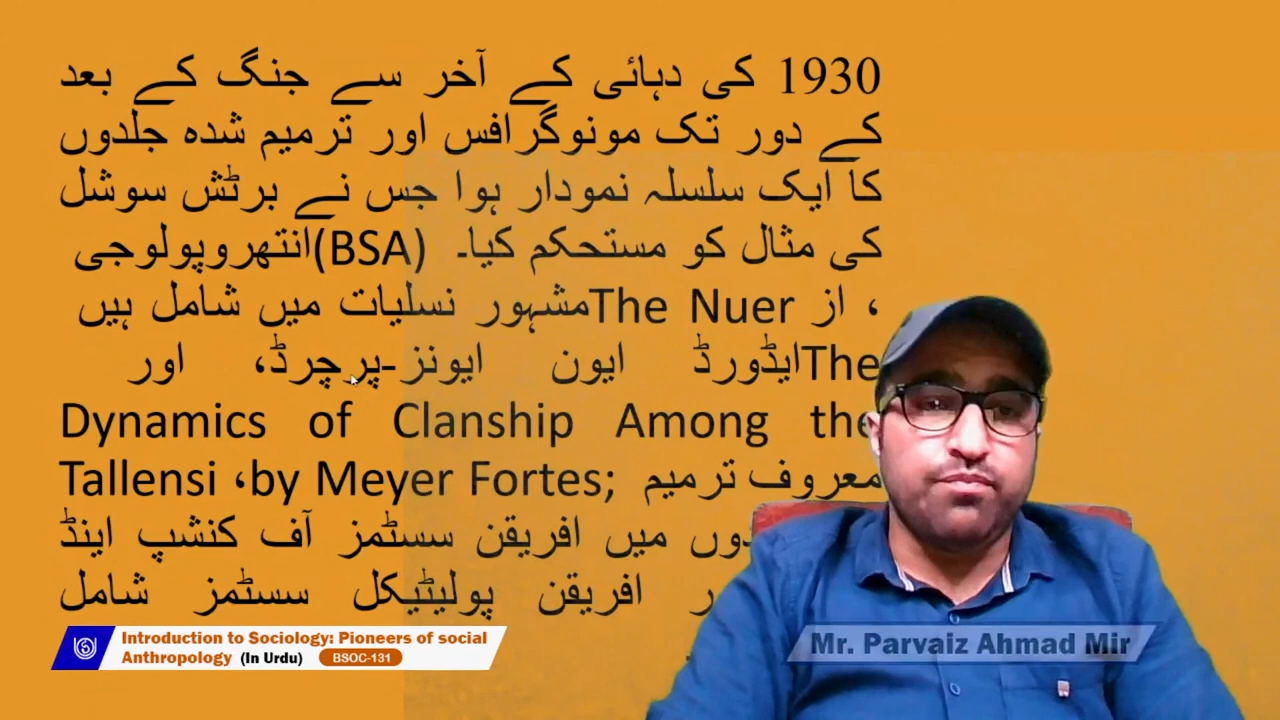 1930 کی دہائی کے آخر سے جنگ کے بعد
کے دور تک مونوگرافس اور ترمیم شدہ جلدوں
کا ایک سلسلہ نمودار ہوا جس نے برٹش سوشل
کی مثال کو مستحکم کیا۔ (BSA)انتھروپولوجی
، از The Nuerمشہور نسلیات میں شامل ہیں
Theایڈورڈ ایون ایونز-پرچرڈ، اور
Dynamics of Clanship Among the
Tallensi ،by Meyer Fortes; معروف ترمیم
میں افریقن سسٹمز آف کنشپ اینڈ
افریقن پولیٹیکل سسٹمز شامل
Introduction to Sociology: Pioneers of social
Anthropology (In Urdu) BSOC-131
Mr. Parvaiz Ahmad Mir